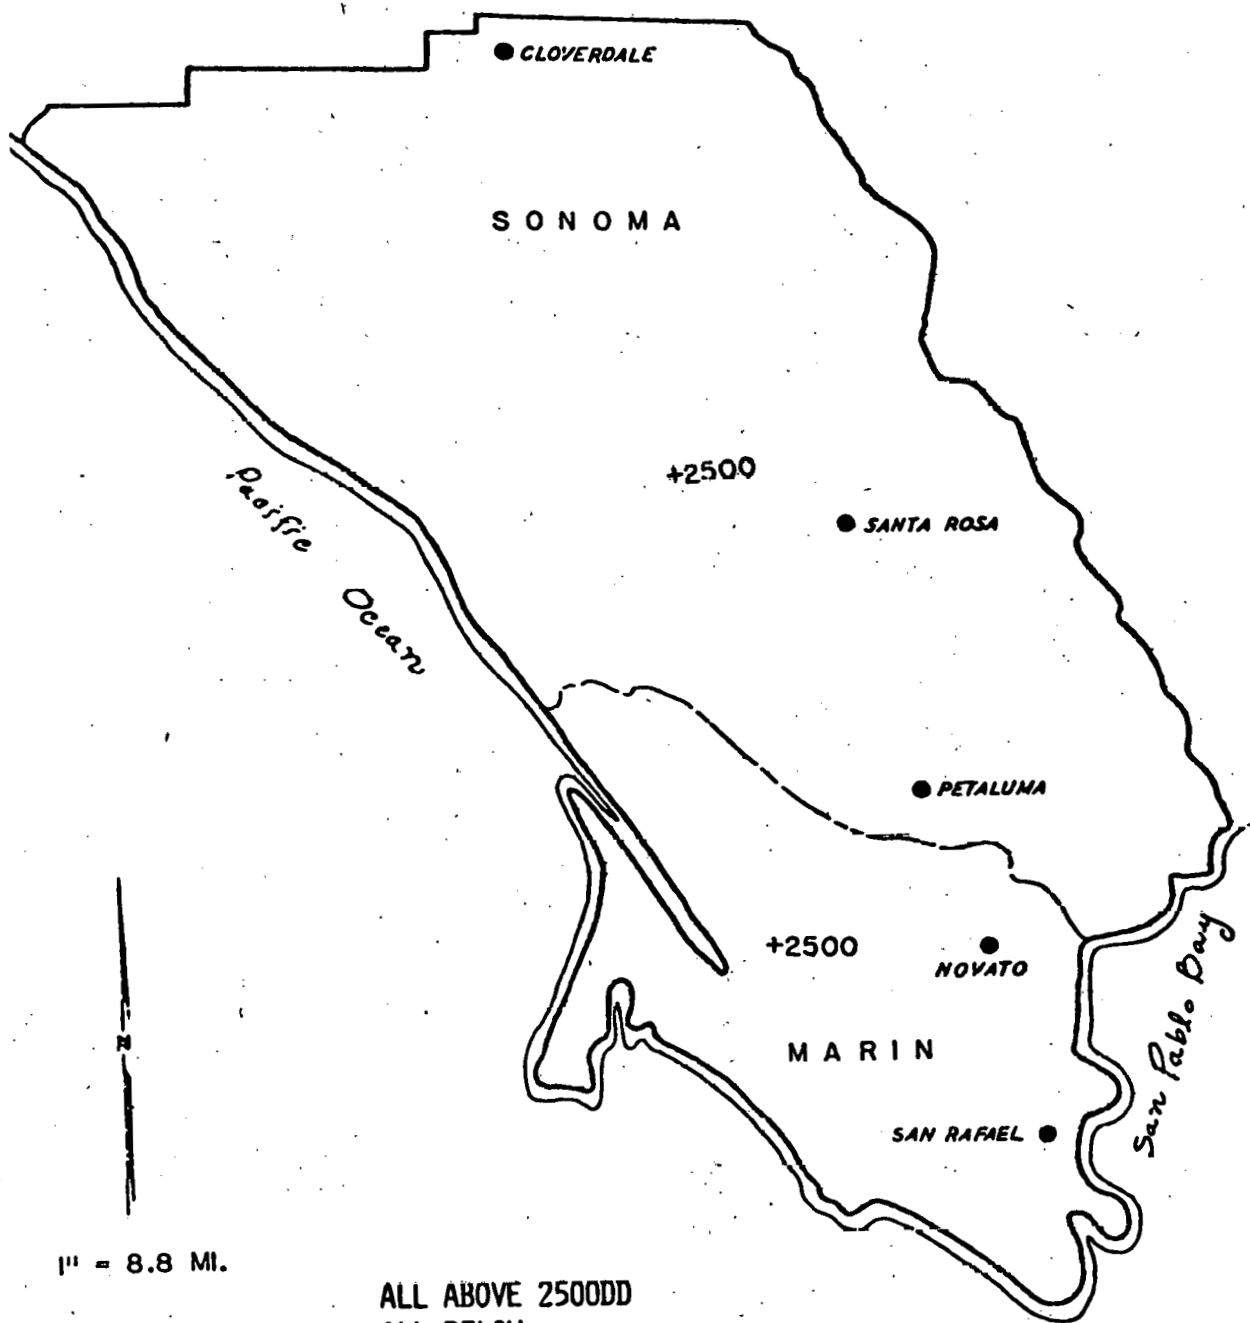 CLOVERDALE
SONOMA
+2500
SANTA ROSA
Pacific
Ocean
PETALUMA
+2500
NOVATO
San Pablo Bay
MARIN
SAN RAFAEL
N
1" = 8.8 MI.
ALL ABOVE 2500DD